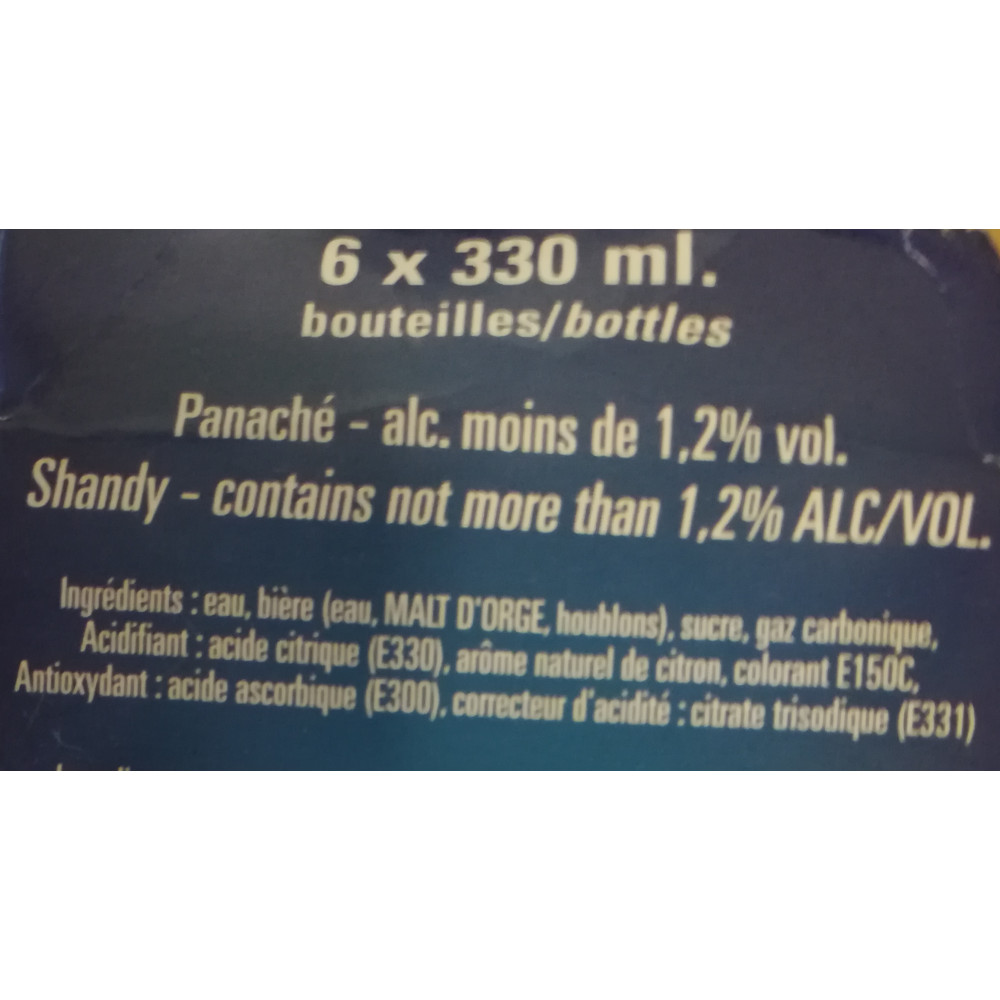 6 x 330 ml.
bouteilles/bottles
Panaché - alc. moins de 1,2% vol.
Shandy - contains not more than 1,2% ALC/VOL.
Ingrédients : eau, bière (eau, MALT D'ORGE, houblons), sucre, gaz carbonique,
Acidifiant : acide citrique (E330), arôme naturel de citron, colorant E150C,
Antioxydant : acide ascorbique (E300), correcteur d'acidité : citrate trisodique (E331)